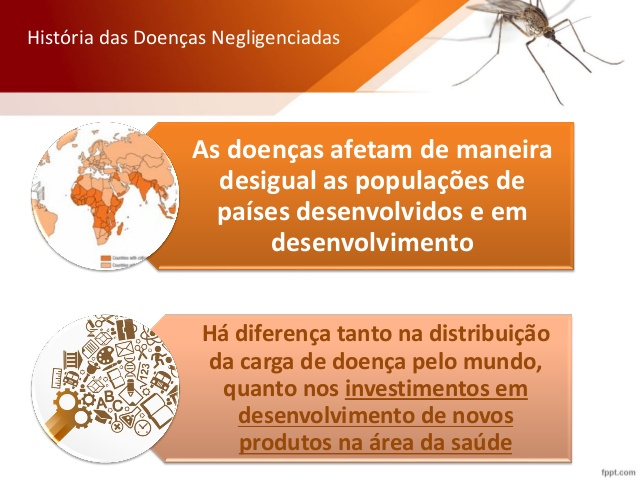 História das Doenças Negligenciadas
As doenças afetam de maneira
desigual as populações de
países desenvolvidos e em
desenvolvimento
Há diferença tanto na distribuição
da carga de doença pelo mundo,
quanto nos investimentos em
desenvolvimento de novos
produtos na área da saúde
fppt.com